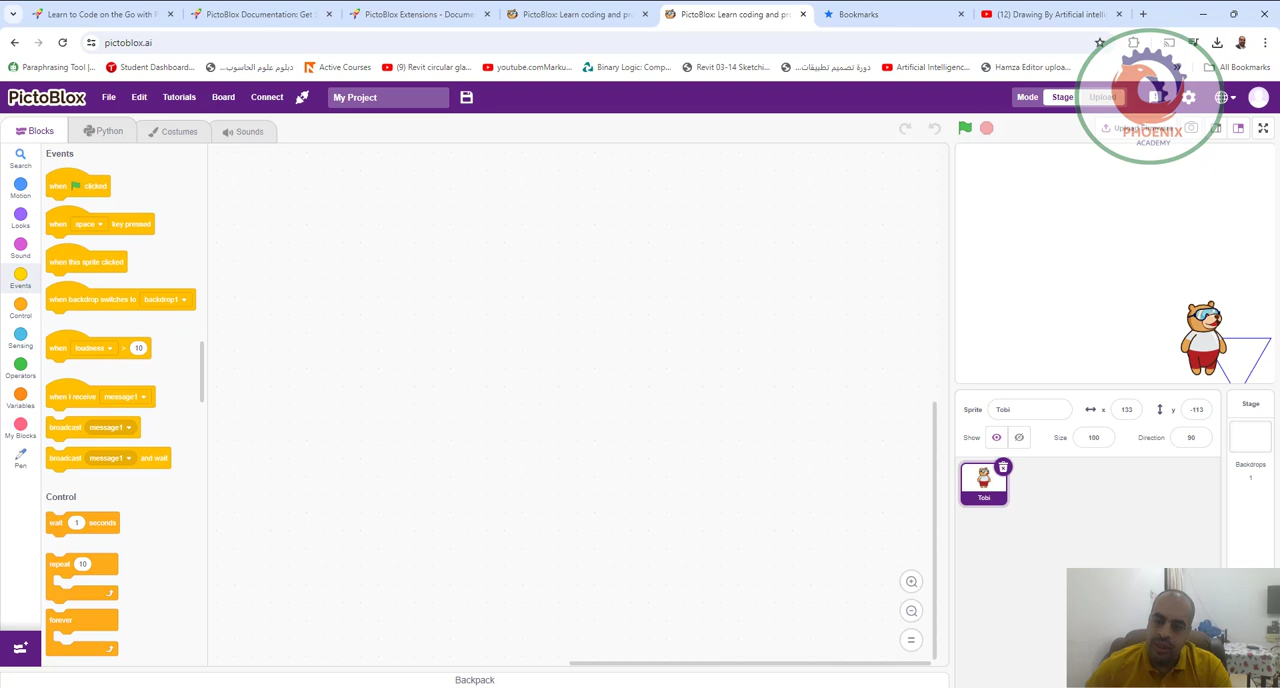 Learn to Code on the Go with P
PictoBlox Documentation: Get S
PictoBlox Extensions - Docume
PictoBlox: Learn coding and pr
PictoBlox: Learn coding and pro
Bookmarks
(12) Drawing By Artificial intelli
pictoblox.ai
Paraphrasing Tool |...
Student Dashboard...
دبلوم علوم الحاسوب...
Active Courses
(9) Revit modular gla...
youtube.comMarku...
Binary Logic: Comp...
Revit 03-14 Sketchi...
دورة تصميم تطبيقات...
Artificial Intelligenc...
Hamza Editor uploa...
All Bookmarks
PictoBlox
File
Edit
Tutorials
Board
Connect
My Project
Mode
Stage
Upload
Blocks
Python
Costumes
Sounds
PHOENIX
ACADEMY
Search
Motion
Looks
Sound
Events
Control
Sensing
Operators
Variables
My Blocks
Pen
Events
when clicked
when space key pressed
when this sprite clicked
when backdrop switches to backdrop1
when loudness > 10
when I receive message1
broadcast message1
broadcast message1 and wait
Control
wait 1 seconds
repeat 10
forever
Sprite Tobi x 133 y -113
Show Size 100 Direction 90
Tobi
Stage
Backdrops
1
Backpack